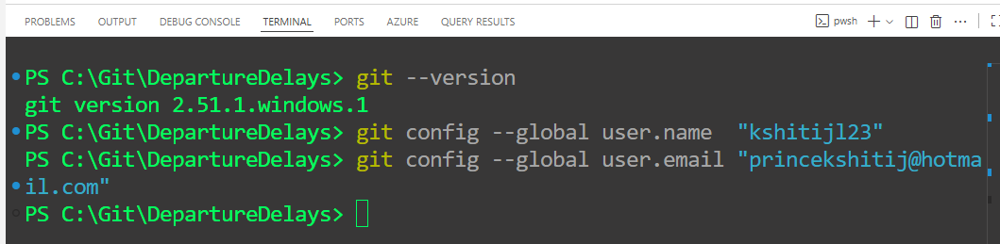 PROBLEMS OUTPUT DEBUG CONSOLE TERMINAL PORTS AZURE QUERY RESULTS pwsh
PS C:\Git\DepartureDelays> git --version
git version 2.51.1.windows.1
PS C:\Git\DepartureDelays> git config --global user.name  "kshitijl23"
PS C:\Git\DepartureDelays> git config --global user.email "princekshitij@hotma
il.com"
PS C:\Git\DepartureDelays>